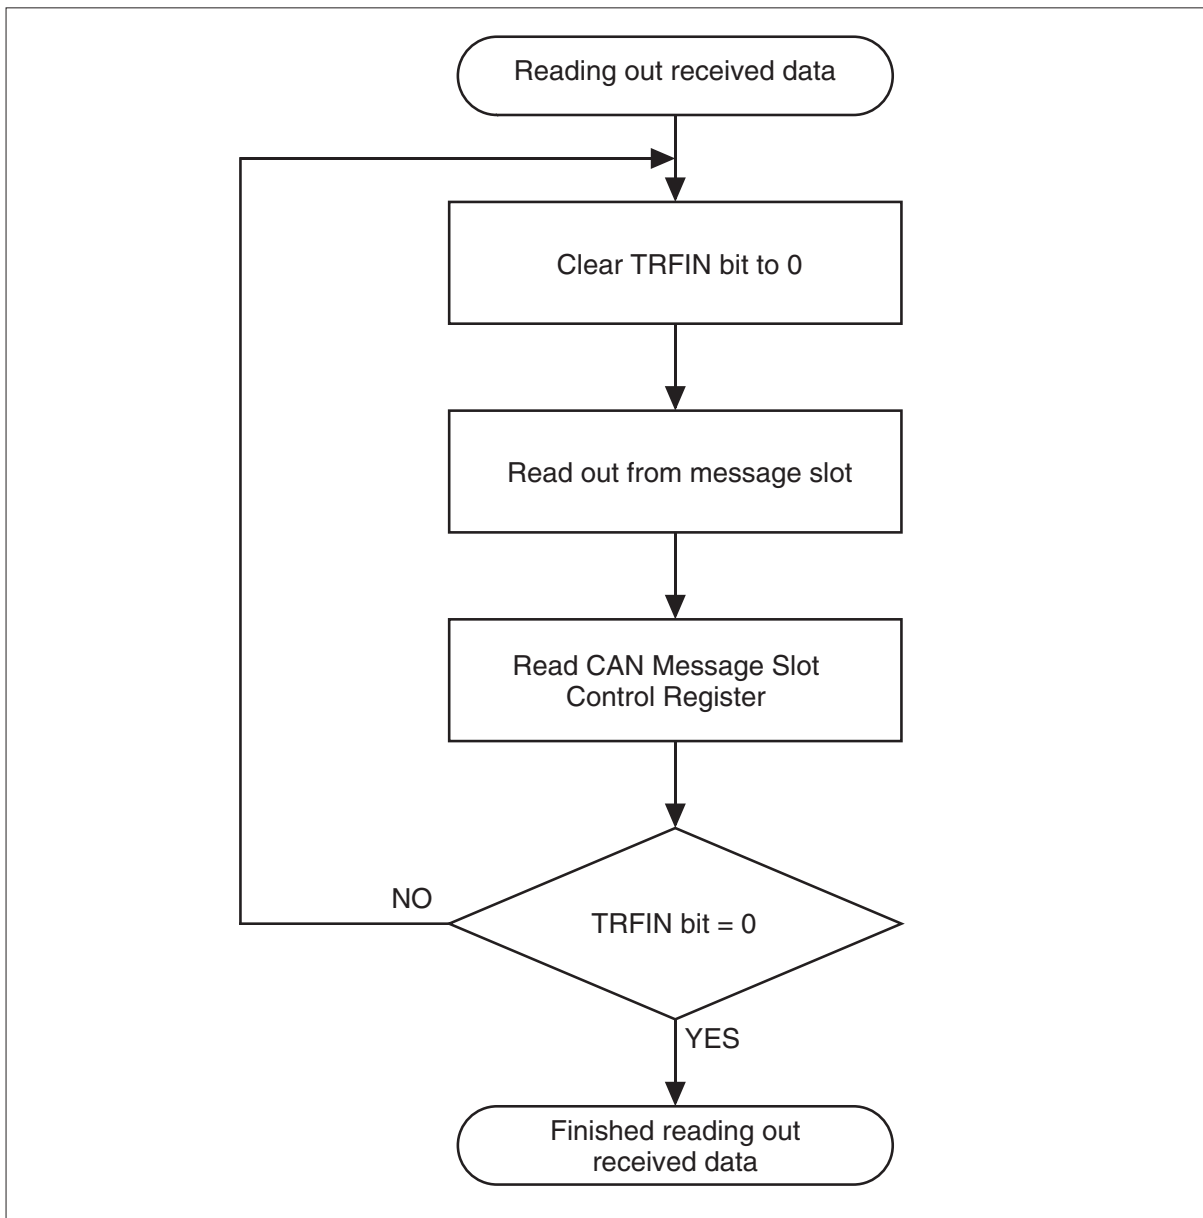 Reading out received data
Clear TRFIN bit to 0
Read out from message slot
Read CAN Message Slot
Control Register
NO
TRFIN bit = 0
YES
Finished reading out
received data